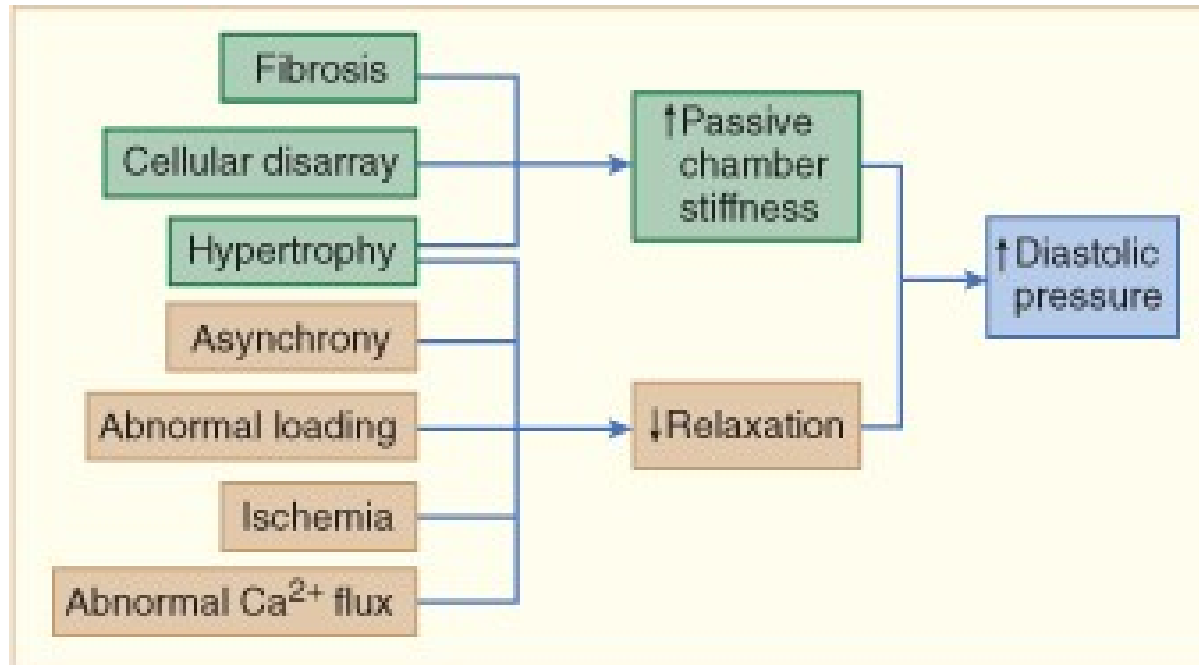 Fibrosis
Cellular disarray
Hypertrophy
Asynchrony
Abnormal loading
Ischemia
Abnormal Ca²⁺ flux
↑Passive
chamber
stiffness
↓Relaxation
↑Diastolic
pressure